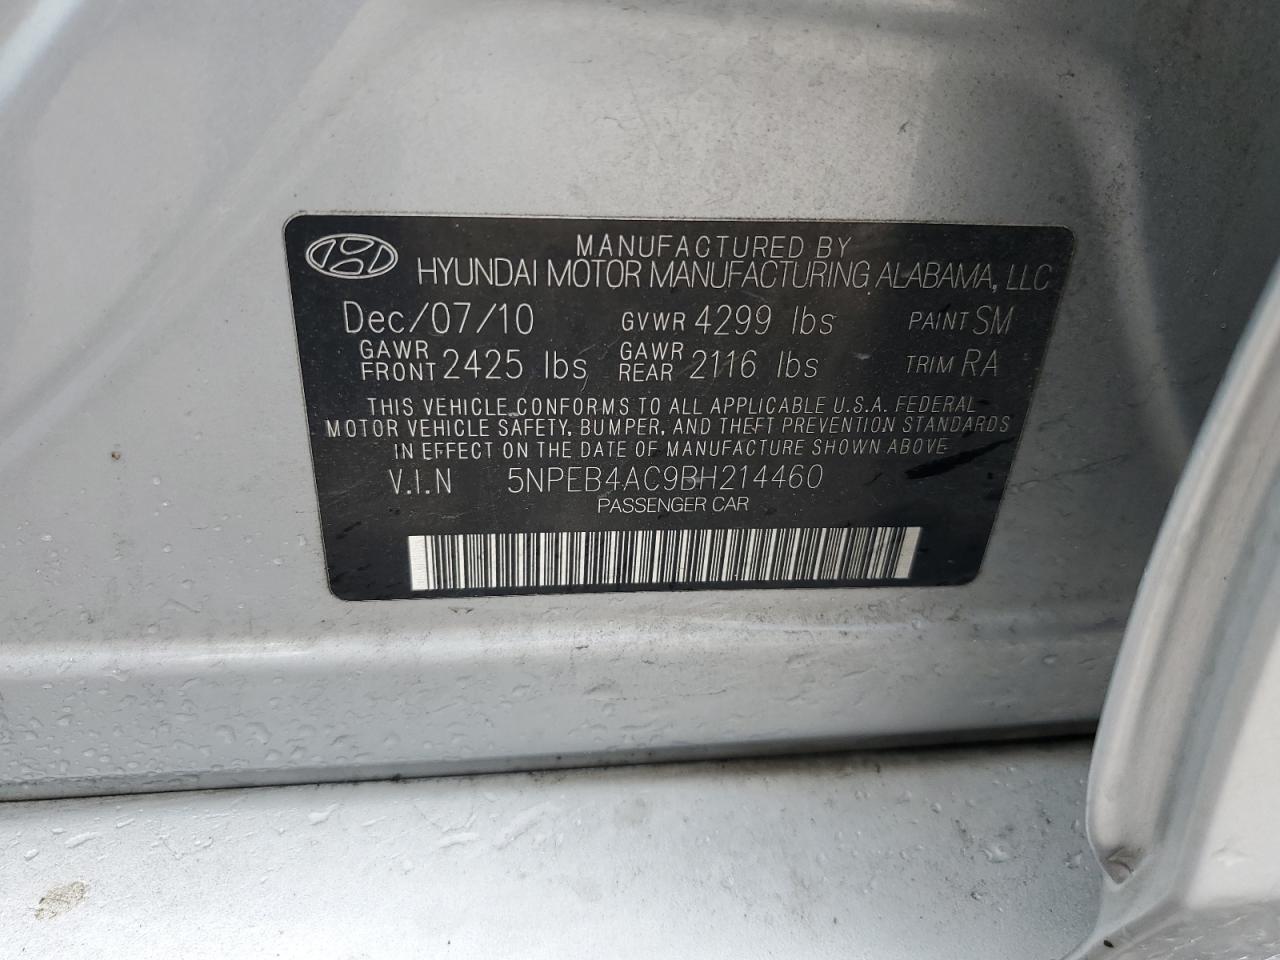 MANUFACTURED BY
HYUNDAI MOTOR MANUFACTURING ALABAMA, LLC
Dec/07/10 GVWR 4299 lbs PAINT SM
GAWR FRONT 2425 lbs GAWR REAR 2116 lbs TRIM RA
THIS VEHICLE CONFORMS TO ALL APPLICABLE U.S.A. FEDERAL
MOTOR VEHICLE SAFETY, BUMPER, AND THEFT PREVENTION STANDARDS
IN EFFECT ON THE DATE OF MANUFACTURE SHOWN ABOVE
V.I.N 5NPEB4AC9BH214460
PASSENGER CAR